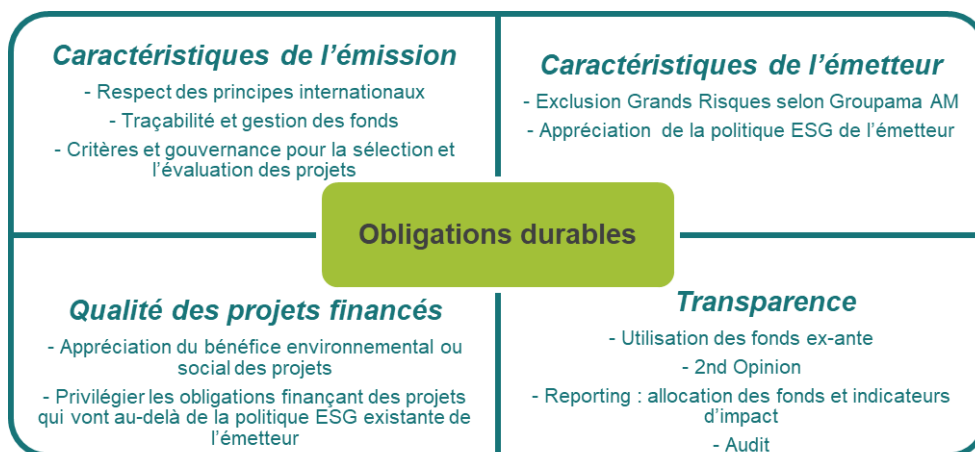 Caractéristiques de l'émission
- Respect des principes internationaux
- Traçabilité et gestion des fonds
- Critères et gouvernance pour la sélection et
l'évaluation des projets
Caractéristiques de l'émetteur
- Exclusion Grands Risques selon Groupama AM
- Appréciation de la politique ESG de l'émetteur
Obligations durables
Qualité des projets financés
- Appréciation du bénéfice environnemental ou
social des projets
- Privilégier les obligations finançant des projets
qui vont au-delà de la politique ESG existante de
l'émetteur
Transparence
- Utilisation des fonds ex-ante
- 2nd Opinion
- Reporting : allocation des fonds et indicateurs
d'impact
- Audit